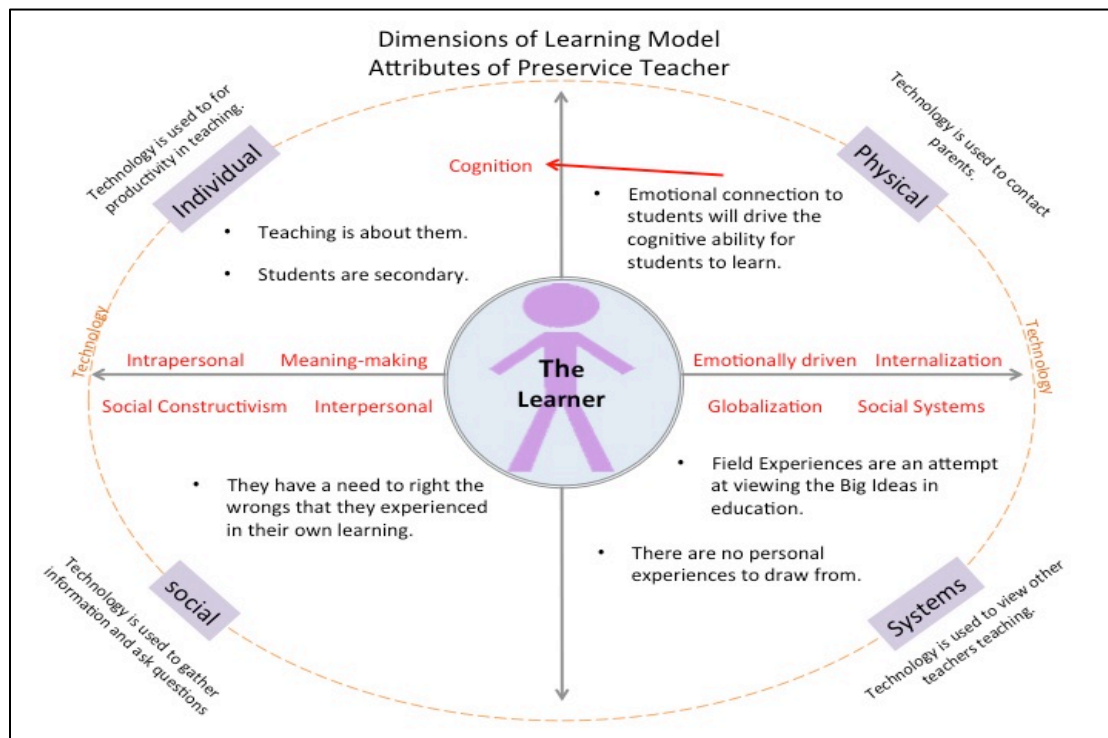 Dimensions of Learning Model
Attributes of Preservice Teacher
Technology is used to for
productivity in teaching.
Individual
Technology is used to contact
parents.
Physical
Cognition
• Teaching is about them.
• Students are secondary.
• Emotional connection to
students will drive the
cognitive ability for
students to learn.
Technology
Intrapersonal Meaning-making
Social Constructivism Interpersonal
The
Learner
Emotionally driven Internalization
Globalization Social Systems
Technology
• They have a need to right the
wrongs that they experienced
in their own learning.
• Field Experiences are an attempt
at viewing the Big Ideas in
education.
• There are no personal
experiences to draw from.
social
Technology is used to gather
information and ask questions
Systems
Technology is used to view other
teachers teaching.